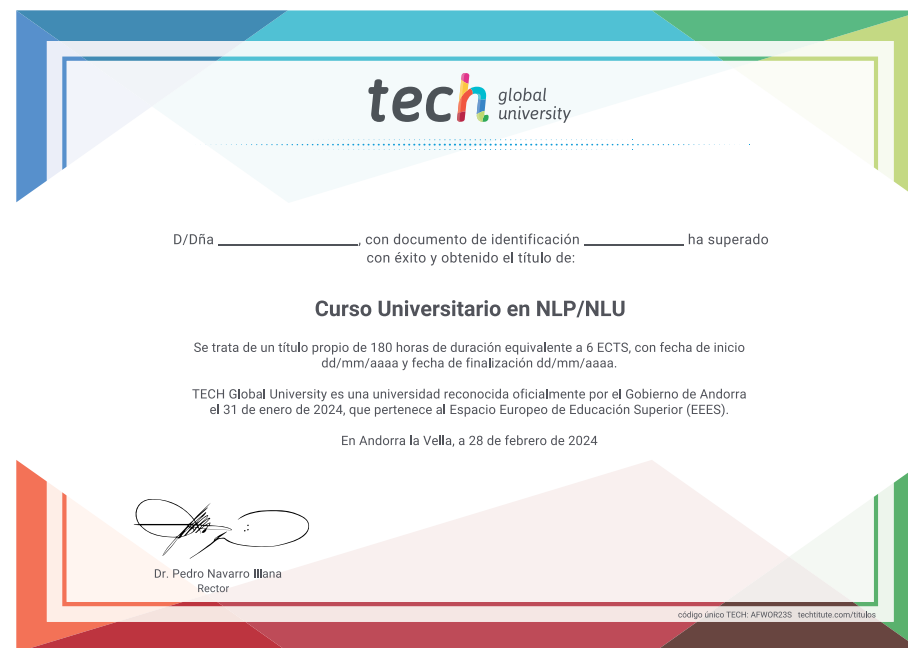 tech global university
D/Dña ____________________, con documento de identificación ______________ ha superado
con éxito y obtenido el título de:
Curso Universitario en NLP/NLU
Se trata de un título propio de 180 horas de duración equivalente a 6 ECTS, con fecha de inicio
dd/mm/aaaa y fecha de finalización dd/mm/aaaa.
TECH Global University es una universidad reconocida oficialmente por el Gobierno de Andorra
el 31 de enero de 2024, que pertenece al Espacio Europeo de Educación Superior (EEES).
En Andorra la Vella, a 28 de febrero de 2024
Dr. Pedro Navarro Illana
Rector
código único TECH: AFWOR23S techtitute.com/titulos